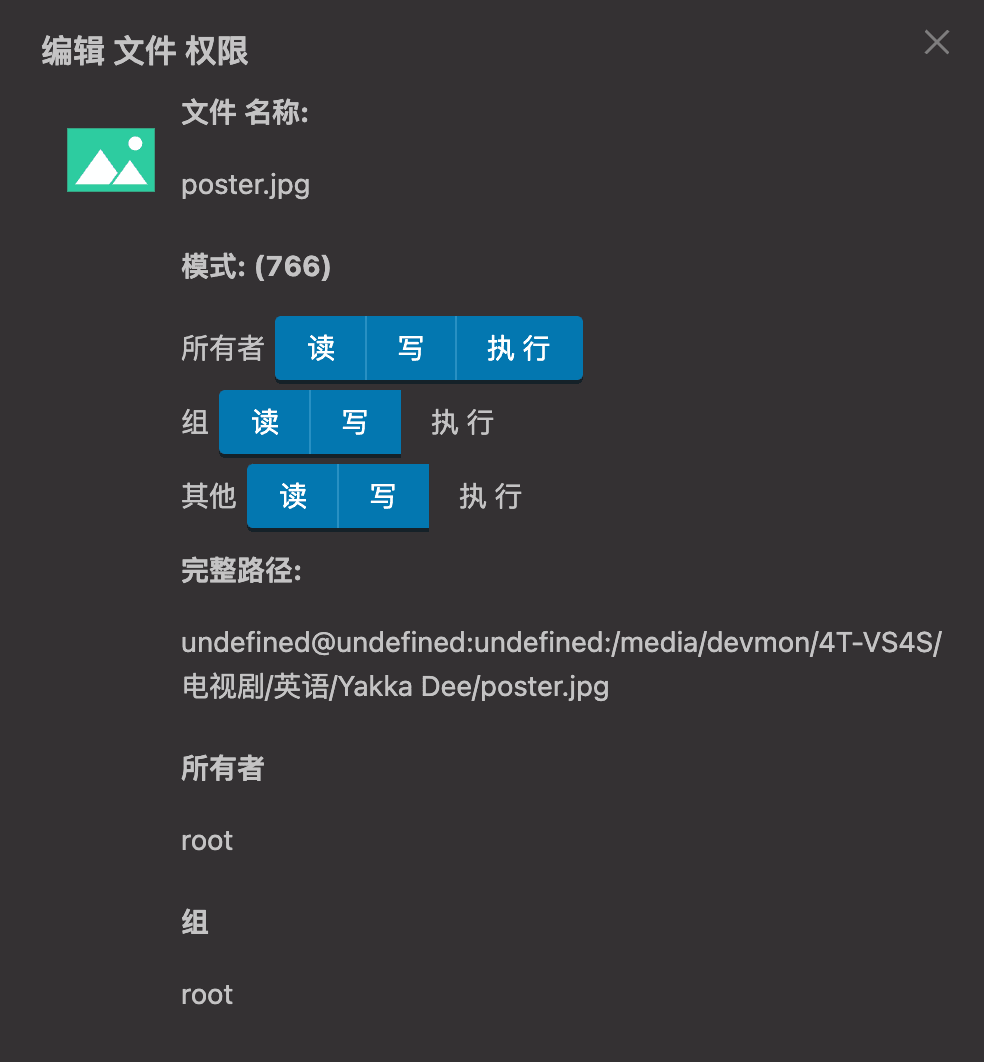 编辑 文件 权限
文件 名称:
poster.jpg
模式: (766)
所有者 读 写 执 行
组 读 写 执 行
其他 读 写 执 行
完整路径:
undefined@undefined:undefined:/media/devmon/4T-VS4S/
电视剧/英语/Yakka Dee/poster.jpg
所有者
root
组
root